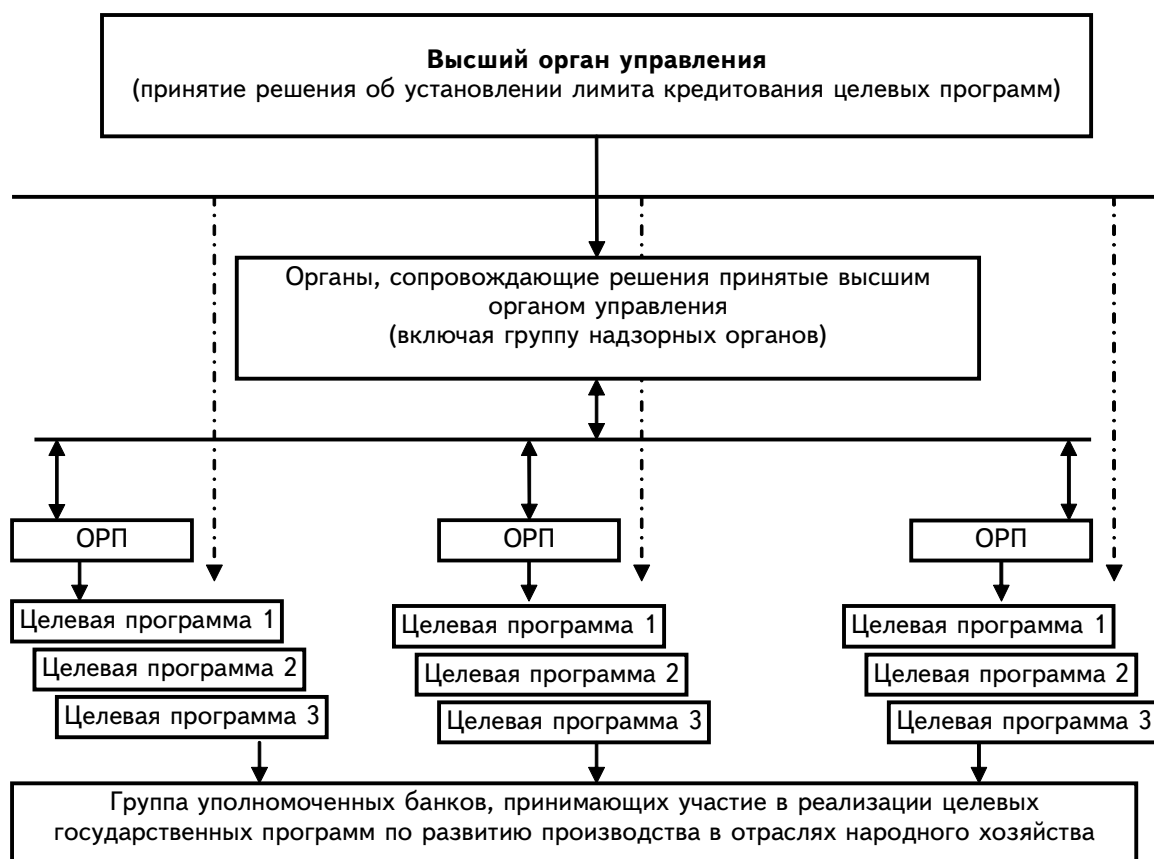 Высший орган управления
(принятие решения об установлении лимита кредитования целевых программ)
Органы, сопровождающие решения принятые высшим
органом управления
(включая группу надзорных органов)
ОРП
ОРП
ОРП
Целевая программа 1
Целевая программа 1
Целевая программа 1
Целевая программа 2
Целевая программа 2
Целевая программа 2
Целевая программа 3
Целевая программа 3
Целевая программа 3
Группа уполномоченных банков, принимающих участие в реализации целевых
государственных программ по развитию производства в отраслях народного хозяйства